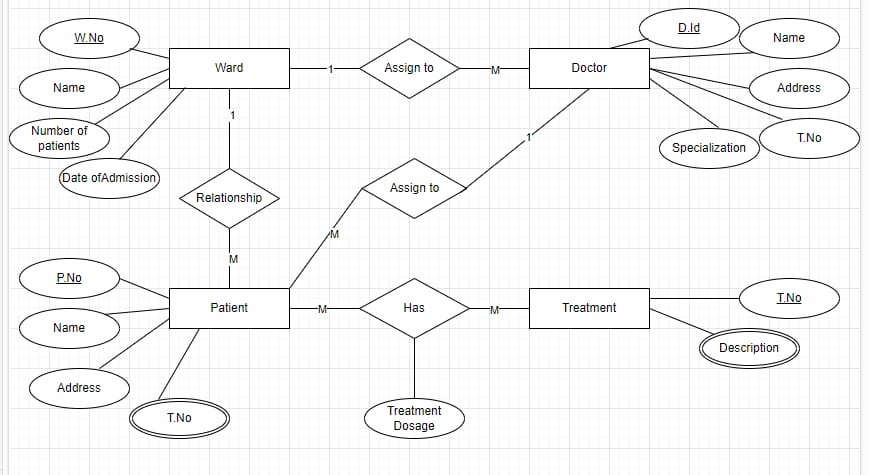 W.No
Name
Number of
patients
Date ofAdmission
Ward
1
Assign to
M
Doctor
D.Id
Name
Address
T.No
Specialization
1
Relationship
M
Assign to
1
M
P.No
Name
Address
T.No
Patient
M
Has
M
Treatment
T.No
Description
Treatment
Dosage